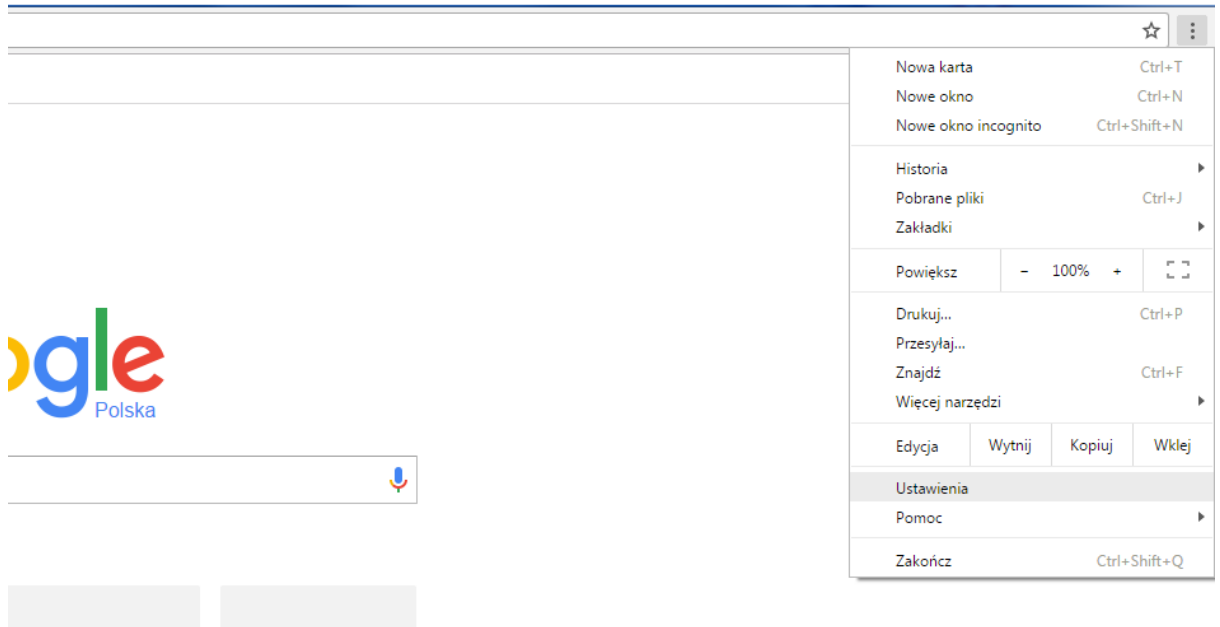 Nowa karta Ctrl+T
Nowe okno Ctrl+N
Nowe okno incognito Ctrl+Shift+N
Historia
Pobrane pliki Ctrl+J
Zakładki
Powiększ - 100% +
Drukuj... Ctrl+P
Przesyłaj...
Znajdź Ctrl+F
Więcej narzędzi
Edycja Wytnij Kopiuj Wklej
Ustawienia
Pomoc
Zakończ Ctrl+Shift+Q
ogle
Polska